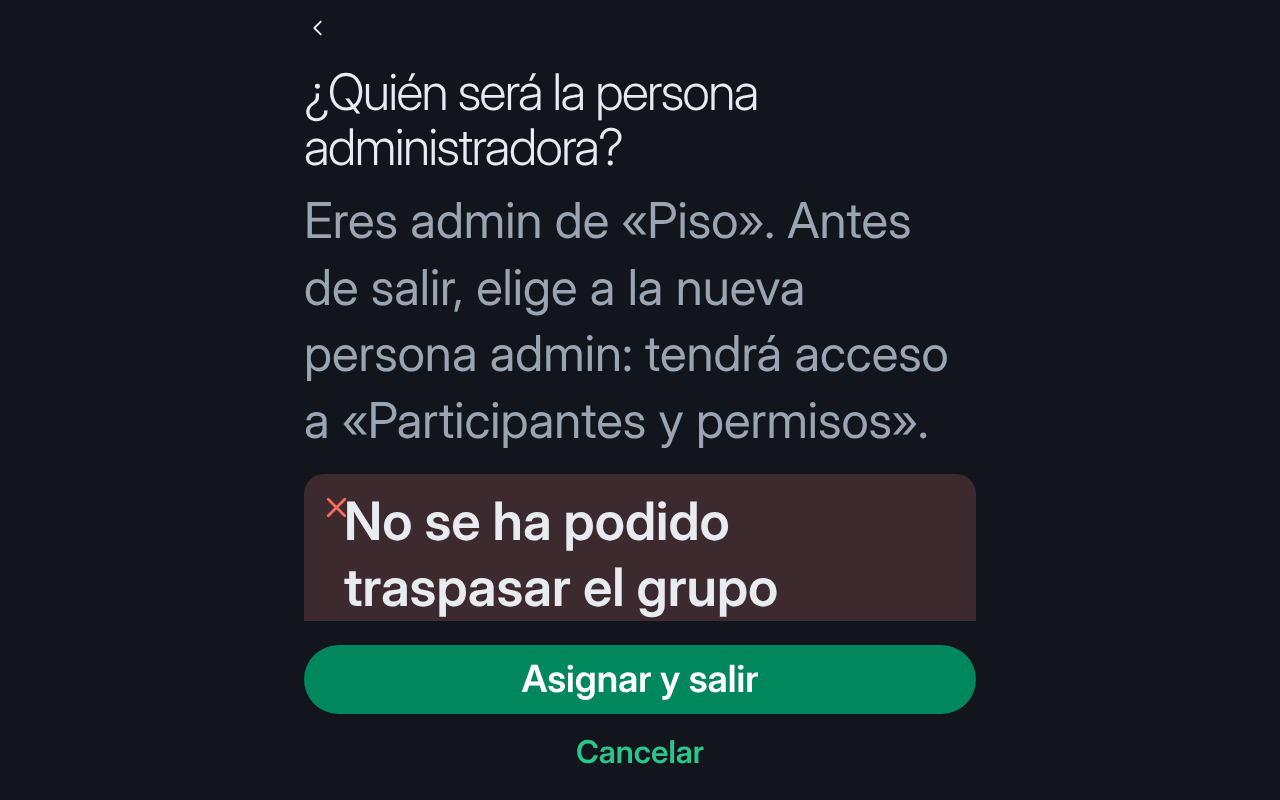 ¿Quién será la persona
administradora?
Eres admin de «Piso». Antes
de salir, elige a la nueva
persona admin: tendrá acceso
a «Participantes y permisos».
No se ha podido
traspasar el grupo
Asignar y salir
Cancelar